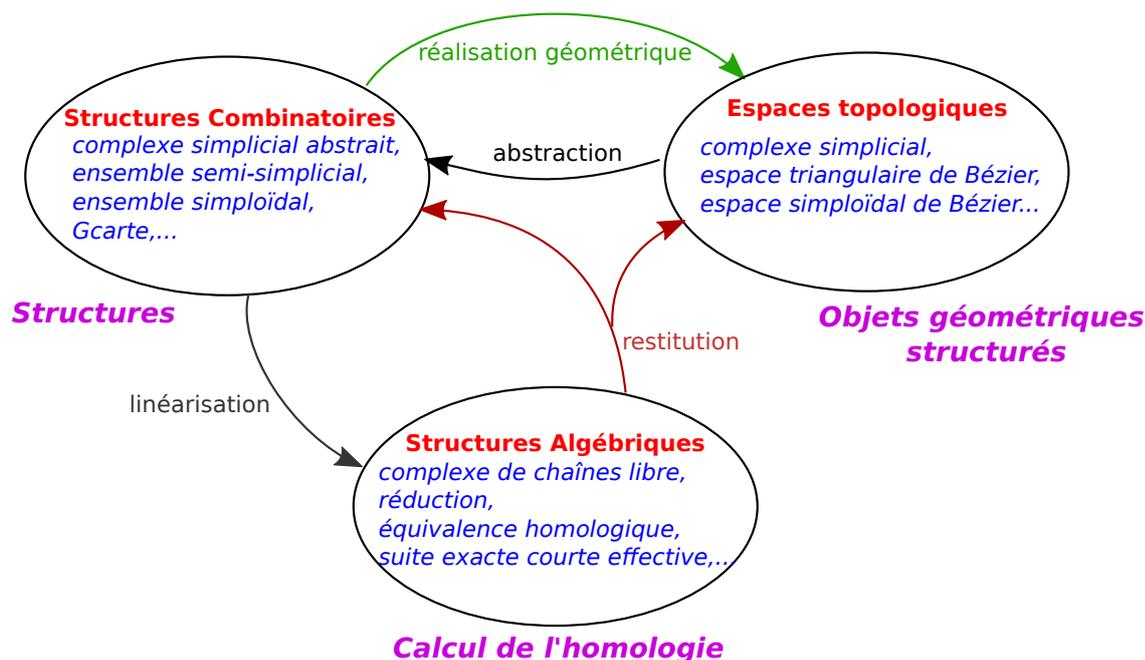 réalisation géométrique
Structures Combinatoires
complexe simplicial abstrait,
ensemble semi-simplicial,
ensemble simploïdal,
Gcarte,...
abstraction
Espaces topologiques
complexe simplicial,
espace triangulaire de Bézier,
espace simploïdal de Bézier...
Structures
Objets géométriques
structurés
restitution
linéarisation
Structures Algébriques
complexe de chaînes libre,
réduction,
équivalence homologique,
suite exacte courte effective,...
Calcul de l'homologie